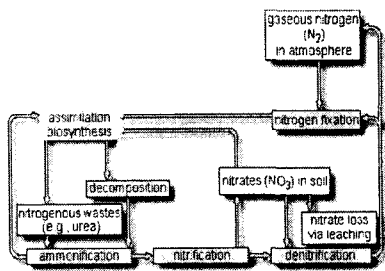 gaseous nitrogen
(N₂)
in atmosphere
assimilation
biosynthesis
nitrogen fixation
decomposition
nitrates (NO₃) in soil
nitrogenous wastes
(e.g., urea)
nitrate loss
via leaching
ammonification
nitrification
denitrification